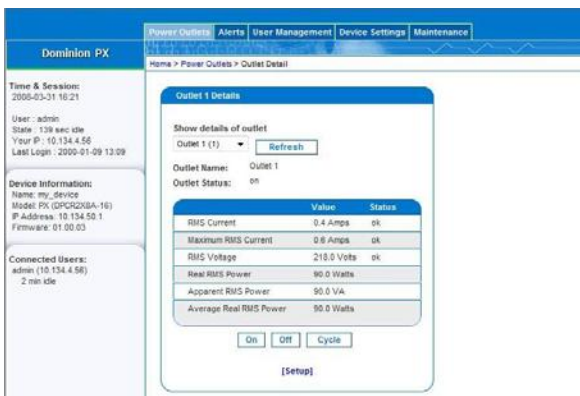 Power Outlets Alerts User Management Device Settings Maintenance
Dominion PX
Home > Power Outlets > Outlet Detail
Time & Session:
2008-03-31 16:21
User : admin
State : 139 sec idle
Your IP : 10.134.4.56
Last Login : 2000-01-09 13:09
Device Information:
Name: my_device
Model: PX (DPCR2X8A-16)
IP Address: 10.134.50.1
Firmware: 01.00.03
Connected Users:
admin (10.134.4.56)
2 min idle
Outlet 1 Details
Show details of outlet
Outlet 1 (1) Refresh
Outlet Name: Outlet 1
Outlet Status: on
Value Status
RMS Current 0.4 Amps ok
Maximum RMS Current 0.6 Amps ok
RMS Voltage 218.0 Volts ok
Real RMS Power 90.0 Watts
Apparent RMS Power 90.0 VA
Average Real RMS Power 90.0 Watts
On Off Cycle
[Setup]